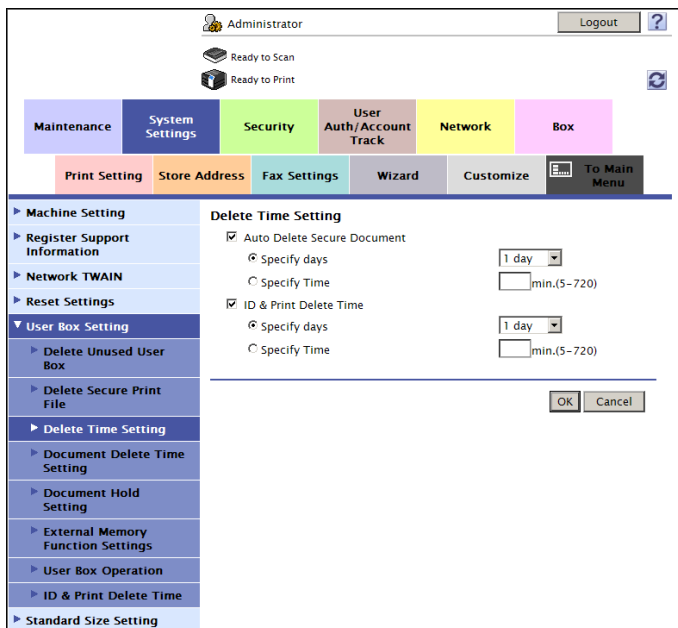 Administrator
Logout
?
Ready to Scan
Ready to Print
Maintenance
System
Settings
Security
User
Auth/Account
Track
Network
Box
Print Setting
Store Address
Fax Settings
Wizard
Customize
To Main
Menu
Machine Setting
Register Support
Information
Network TWAIN
Reset Settings
User Box Setting
Delete Unused User
Box
Delete Secure Print
File
Delete Time Setting
Document Delete Time
Setting
Document Hold
Setting
External Memory
Function Settings
User Box Operation
ID & Print Delete Time
Standard Size Setting
Delete Time Setting
Auto Delete Secure Document
Specify days 1 day
Specify Time min.(5-720)
ID & Print Delete Time
Specify days 1 day
Specify Time min.(5-720)
OK Cancel